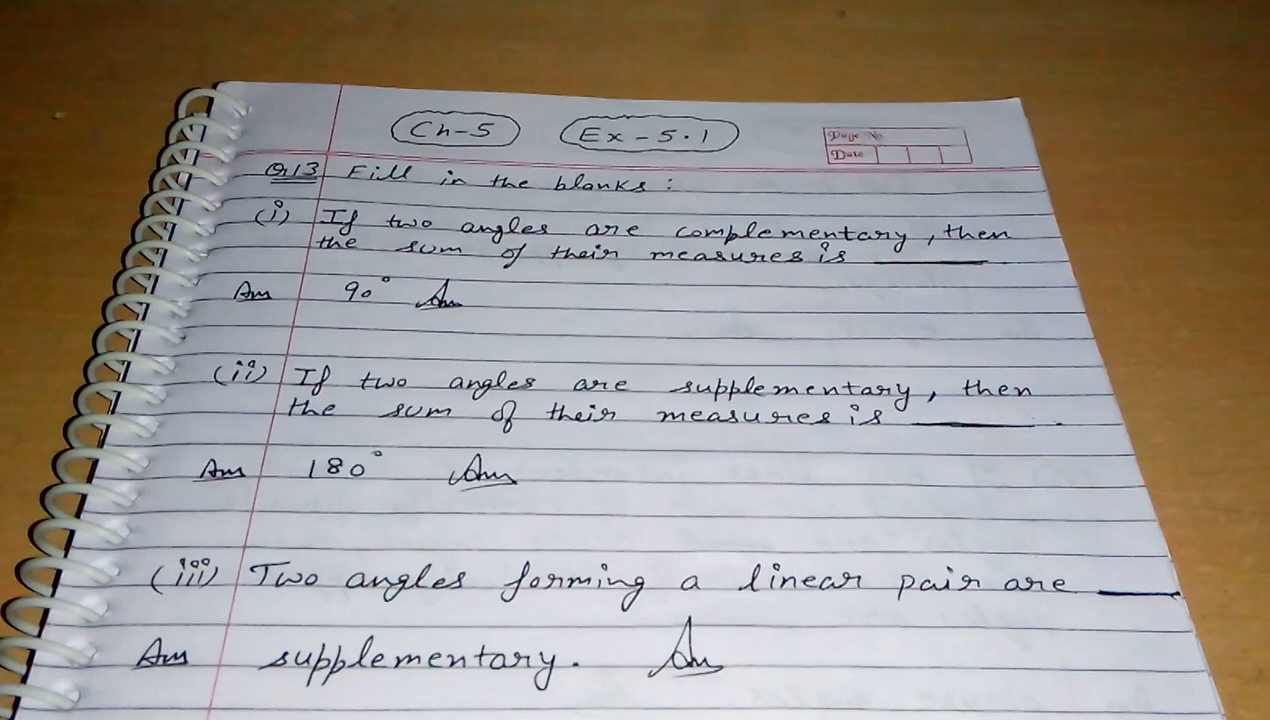 Ch-5 Ex-5.1
Page No
Date
Q13 Fill in the blanks :
(i) If two angles are complementary, then
the sum of their measures is ______
Ans 90° Ans
(ii) If two angles are supplementary, then
the sum of their measures is ______.
Ans 180° Ans
(iii) Two angles forming a linear pair are ____
Ans supplementary. Ans